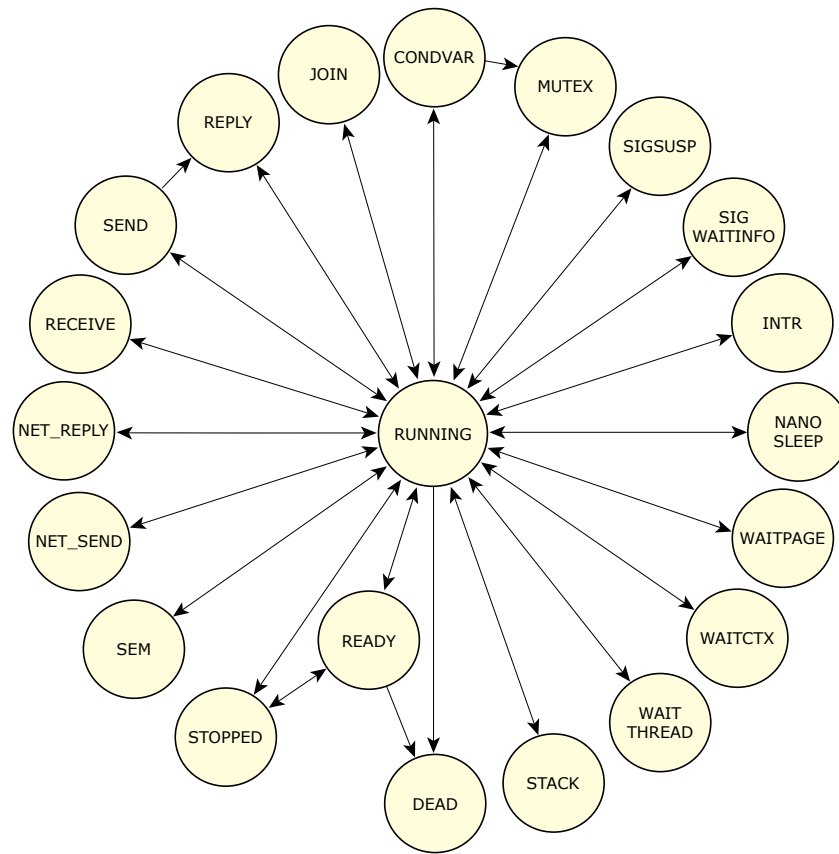 CONDVAR
JOIN
MUTEX
REPLY
SIGSUSP
SEND
SIG
WAITINFO
RECEIVE
INTR
NET_REPLY
RUNNING
NANO
SLEEP
NET_SEND
WAITPAGE
SEM
READY
WAITCTX
STOPPED
WAIT
THREAD
DEAD
STACK